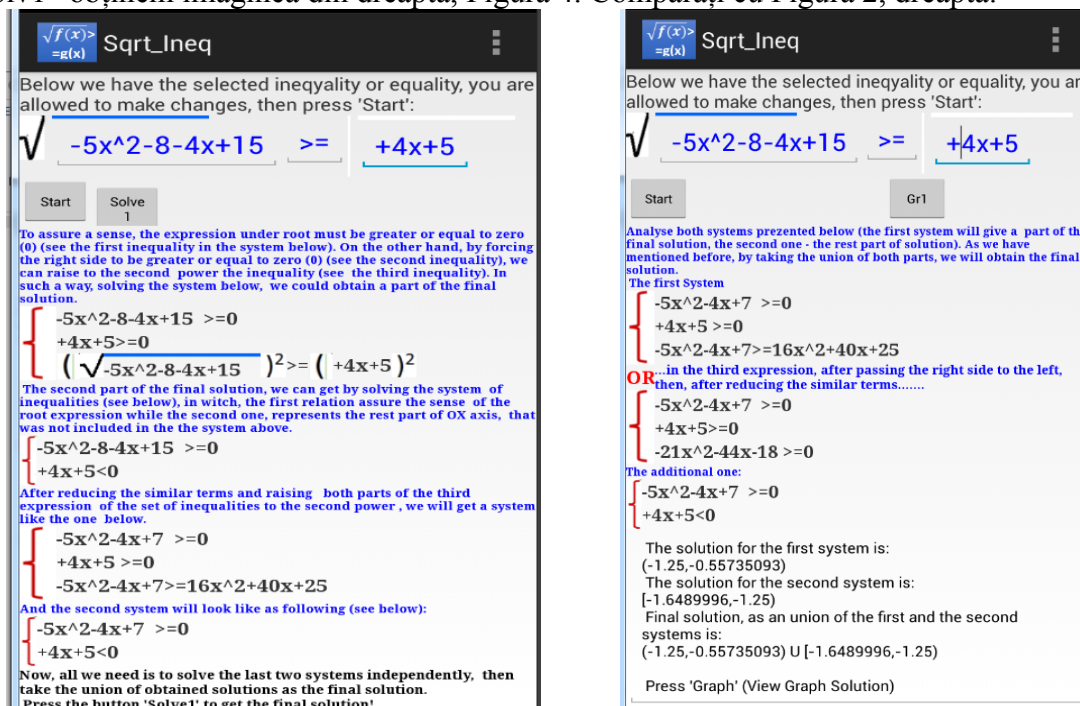 √f(x)>
=g(x)
Sqrt_Ineq
Below we have the selected ineqyality or equality, you are
allowed to make changes, then press 'Start':
√ -5x^2-8-4x+15 >= +4x+5
Start
Solve
1
To assure a sense, the expression under root must be greater or equal to zero
(0) (see the first inequality in the system below). On the other hand, by forcing
the right side to be greater or equal to zero (0) (see the second inequality), we
can raise to the second power the inequality (see the third inequality). In
such a way, solving the system below, we could obtain a part of the final
solution.
-5x^2-8-4x+15 >=0
+4x+5>=0
( √-5x^2-8-4x+15 )²>= ( +4x+5 )²
The second part of the final solution, we can get by solving the system of
inequalities (see below), in witch, the first relation assure the sense of the
root expression while the second one, represents the rest part of OX axis, that
was not included in the the system above.
-5x^2-8-4x+15 >=0
+4x+5<0
After reducing the similar terms and raising both parts of the third
expression of the set of inequalities to the second power , we will get a system
like the one below.
-5x^2-4x+7 >=0
+4x+5 >=0
-5x^2-4x+7>=16x^2+40x+25
And the second system will look like as following (see below):
-5x^2-4x+7 >=0
+4x+5<0
Now, all we need is to solve the last two systems independently, then
take the union of obtained solutions as the final solution.
Press the button 'Solve1' to get the final solution!
√f(x)>
=g(x)
Sqrt_Ineq
Below we have the selected ineqyality or equality, you ar
allowed to make changes, then press 'Start':
√ -5x^2-8-4x+15 >= +4x+5
Start
Gr1
Analyse both systems prezented below (the first system will give a part of th
final solution, the second one - the rest part of solution). As we have
mentioned before, by taking the union of both parts, we will obtain the final
solution.
The first System
-5x^2-4x+7 >=0
+4x+5 >=0
-5x^2-4x+7>=16x^2+40x+25
OR...in the third expression, after passing the right side to the left,
then, after reducing the similar terms.......
-5x^2-4x+7 >=0
+4x+5>=0
-21x^2-44x-18 >=0
The additional one:
-5x^2-4x+7 >=0
+4x+5<0
The solution for the first system is:
(-1.25,-0.55735093)
The solution for the second system is:
[-1.6489996,-1.25)
Final solution, as an union of the first and the second
systems is:
(-1.25,-0.55735093) U [-1.6489996,-1.25)
Press 'Graph' (View Graph Solution)